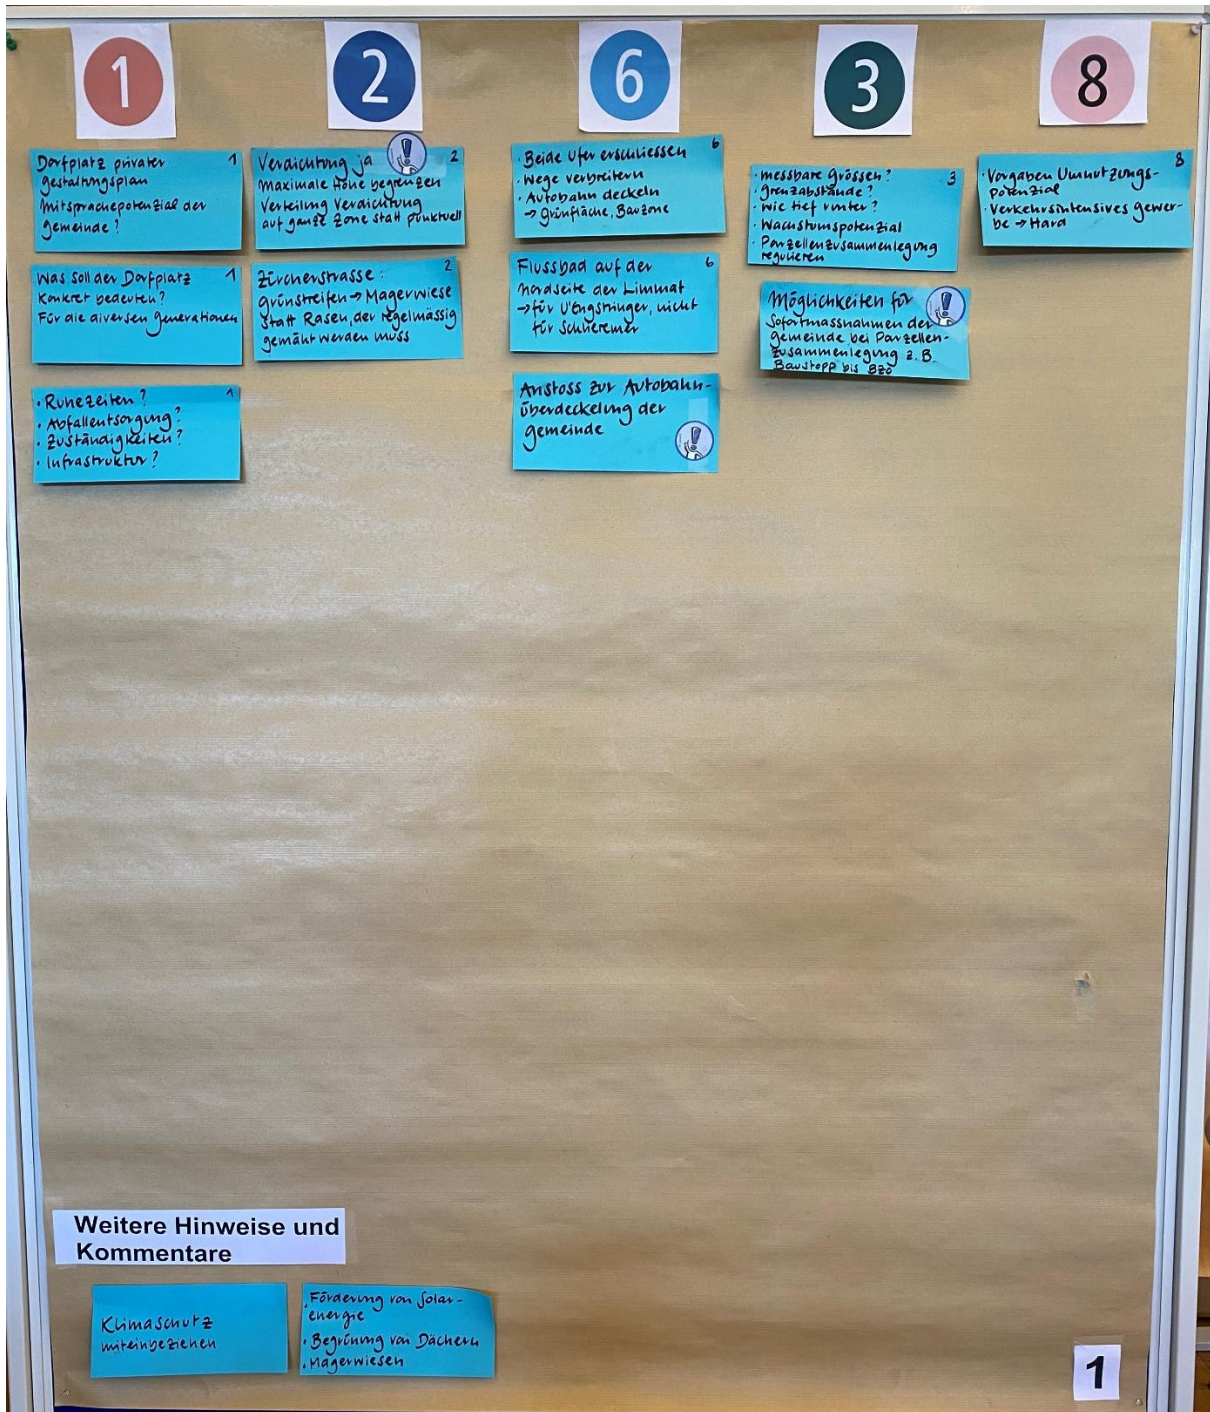 1
2
6
3
8
Dorfplatz privater
Gestaltungsplan
Mitsprachepotenzial der
Gemeinde?
1
Was soll der Dorfplatz
konkret bedeuten?
Für die diversen Generationen
1
• Ruhezeiten?
• Abfallentsorgung?
• Zuständigkeiten?
• Infrastruktur?
1
Verdichtung ja
Maximale Höhe begrenzen
Verteilung Verdichtung
auf ganze Zone statt punktuell
2
Zürcherstrasse:
Grünstreifen → Magerwiese
statt Rasen, der regelmässig
gemäht werden muss
2
• Beide Ufer erschliessen
• Wege verbreitern
• Autobahn deckeln
→ Grünfläche, Bauzone
6
Flussbad auf der
Nordseite der Limmat
→ für U'Engstringer, nicht
für Schlieremer
6
Anstoss zur Autobahn-
überdeckelung der
Gemeinde
• messbare Grössen?
• Grenzabstände?
• wie tief runter?
• Wachstumspotenzial
• Parzellenzusammenlegung
regulieren
3
Möglichkeiten für
Sofortmassnahmen der
Gemeinde bei Parzellen-
zusammenlegung z.B.
Baustopp bis BZO
• Vorgaben Umnutzungs-
potenzial
• Verkehrsintensives Gewer-
be → Hard
8
Weitere Hinweise und
Kommentare
Klimaschutz
miteinbeziehen
• Förderung von Solar-
energie
• Begrünung von Dächern
• Magerwiesen
1